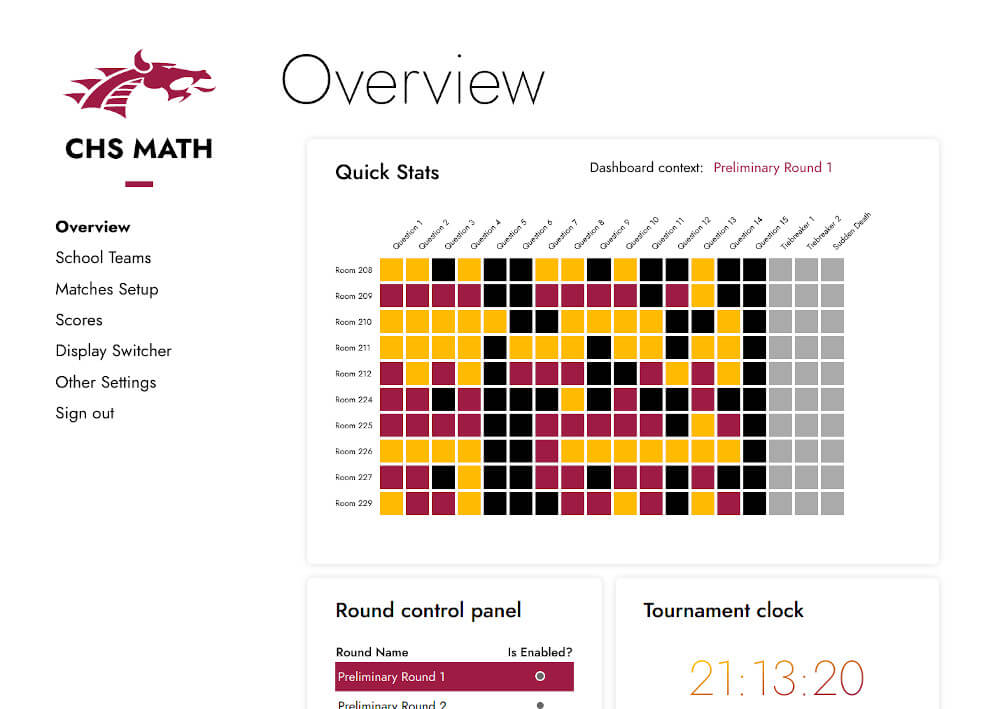 CHS MATH
Overview
School Teams
Matches Setup
Scores
Display Switcher
Other Settings
Sign out
Overview
Quick Stats
Dashboard context: Preliminary Round 1
Question 1
Question 2
Question 3
Question 4
Question 5
Question 6
Question 7
Question 8
Question 9
Question 10
Question 11
Question 12
Question 13
Question 14
Question 15
Tiebreaker 1
Tiebreaker 2
Sudden Death
Room 208
Room 209
Room 210
Room 211
Room 212
Room 224
Room 225
Room 226
Room 227
Room 229
Round control panel
Round Name Is Enabled?
Preliminary Round 1
Preliminary Round 2
Tournament clock
21:13:20